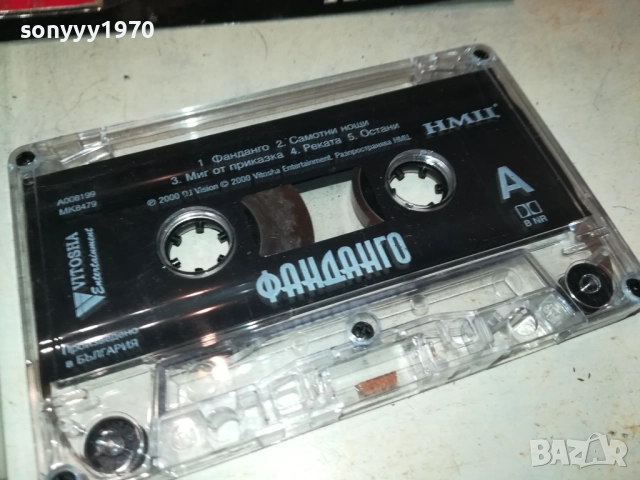 sonyyy1970
1. Фанданго 2. Самотни нощи
3. Миг от приказка 4. Реката 5. Остани
℗ 2000 DJ Vision © 2000 Vitosha Entertainment. Разпространява НМЦ
НМЦ
A
B NR
A008199
MK8479
VITOSHA
Entertainment
ФАНДАНГО
Произведено
в БЪЛГАРИЯ
BAZAR